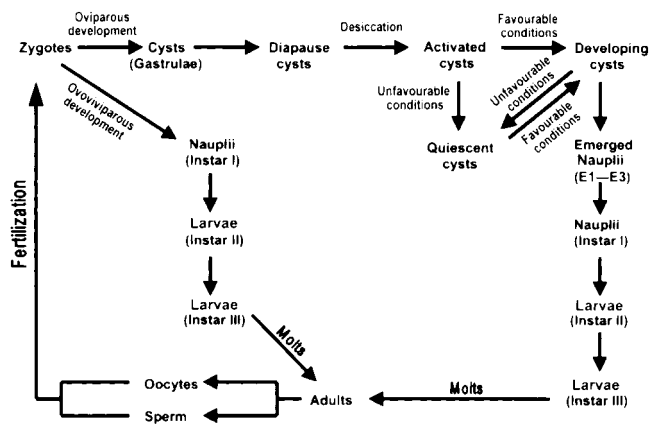 Oviparous
development
Desiccation
Favourable
conditions
Zygotes
Cysts
(Gastrulae)
Diapause
cysts
Activated
cysts
Developing
cysts
Ovoviviparous
development
Unfavourable
conditions
Unfavourable
conditions
Favourable
conditions
Quiescent
cysts
Nauplii
(Instar I)
Emerged
Nauplii
(E1—E3)
Larvae
(Instar II)
Nauplii
(Instar I)
Fertilization
Larvae
(Instar III)
Larvae
(Instar II)
Molts
Oocytes
Sperm
Adults
Molts
Larvae
(Instar III)